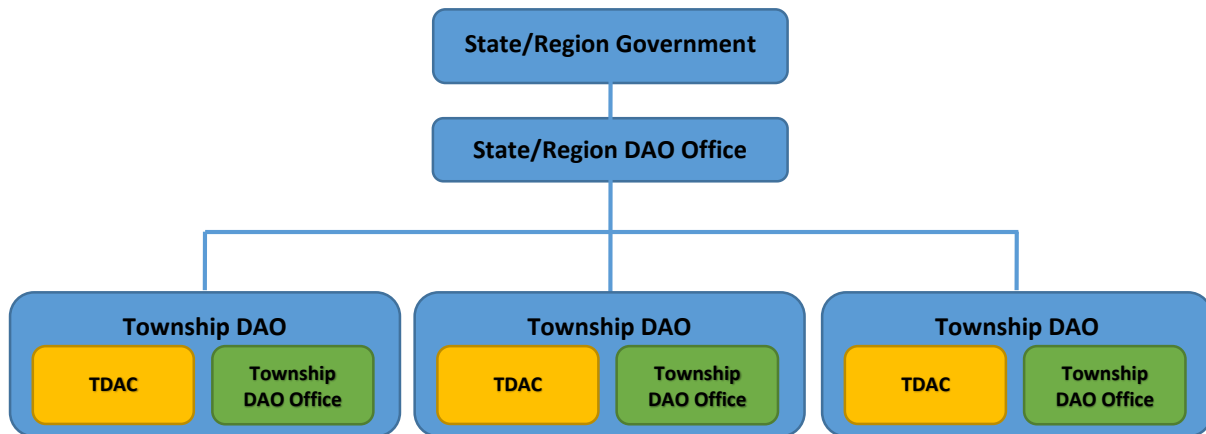 State/Region Government
State/Region DAO Office
Township DAO
TDAC
Township
DAO Office
Township DAO
TDAC
Township
DAO Office
Township DAO
TDAC
Township
DAO Office